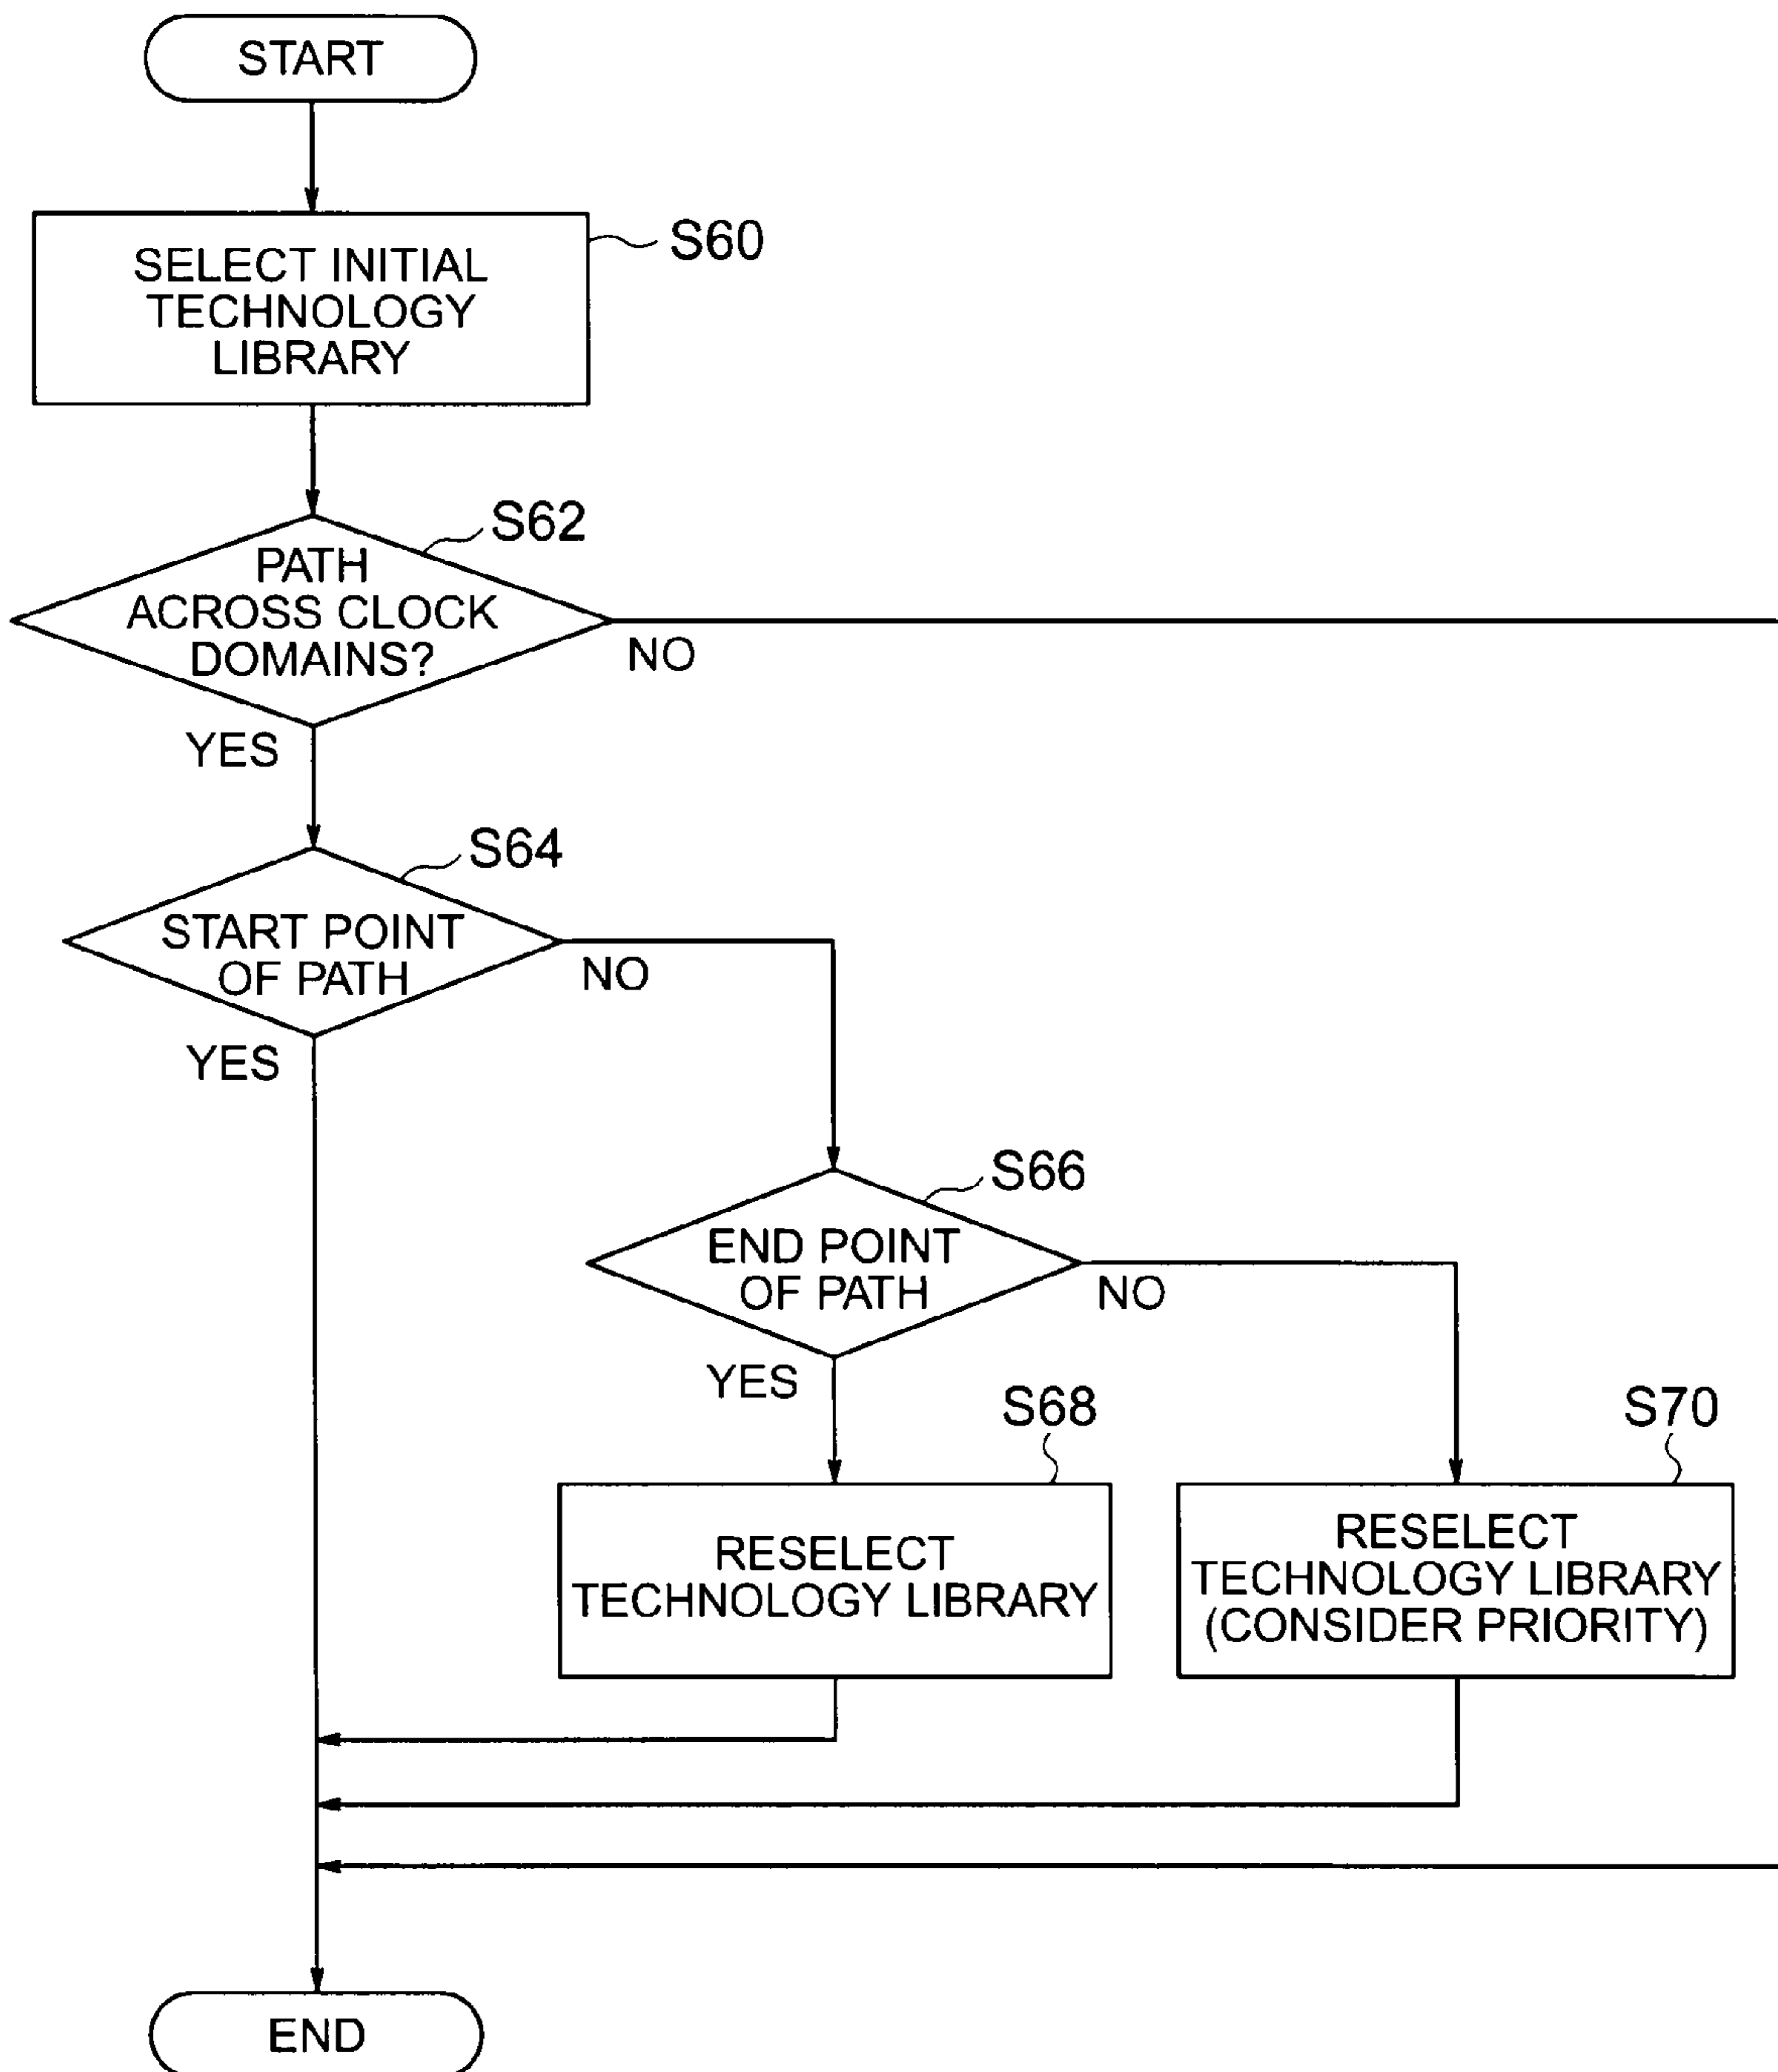 START
SELECT INITIAL
TECHNOLOGY
LIBRARY
S60
PATH
ACROSS CLOCK
DOMAINS?
S62
NO
YES
START POINT
OF PATH
S64
NO
YES
END POINT
OF PATH
S66
NO
YES
S68
RESELECT
TECHNOLOGY LIBRARY
S70
RESELECT
TECHNOLOGY LIBRARY
(CONSIDER PRIORITY)
END